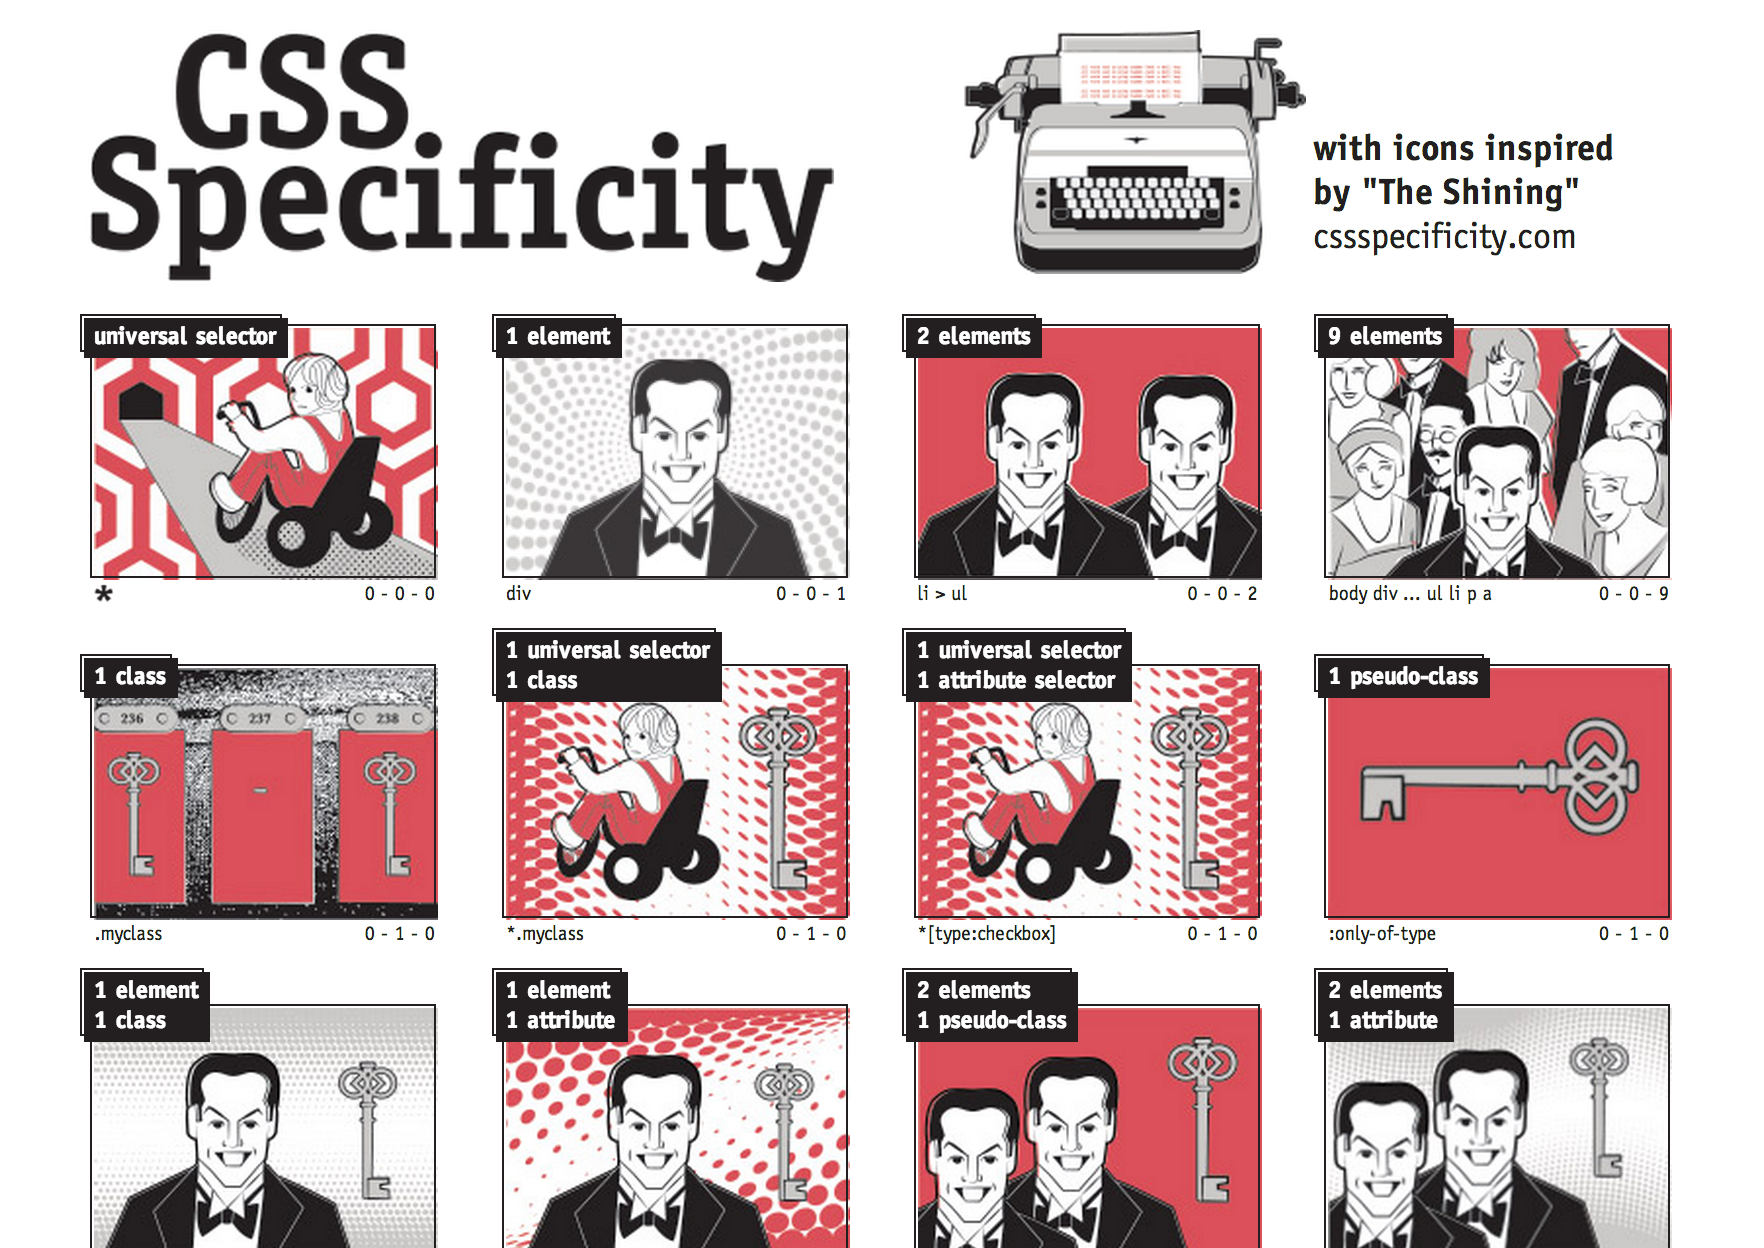 CSS
Specificity
with icons inspired
by "The Shining"
cssspecificity.com
universal selector
* 0 - 0 - 0
1 element
div 0 - 0 - 1
2 elements
li > ul 0 - 0 - 2
9 elements
body div ... ul li p a 0 - 0 - 9
1 class
236 237 238
.myclass 0 - 1 - 0
1 universal selector
1 class
*.myclass 0 - 1 - 0
1 universal selector
1 attribute selector
*[type:checkbox] 0 - 1 - 0
1 pseudo-class
:only-of-type 0 - 1 - 0
1 element
1 class
1 element
1 attribute
2 elements
1 pseudo-class
2 elements
1 attribute